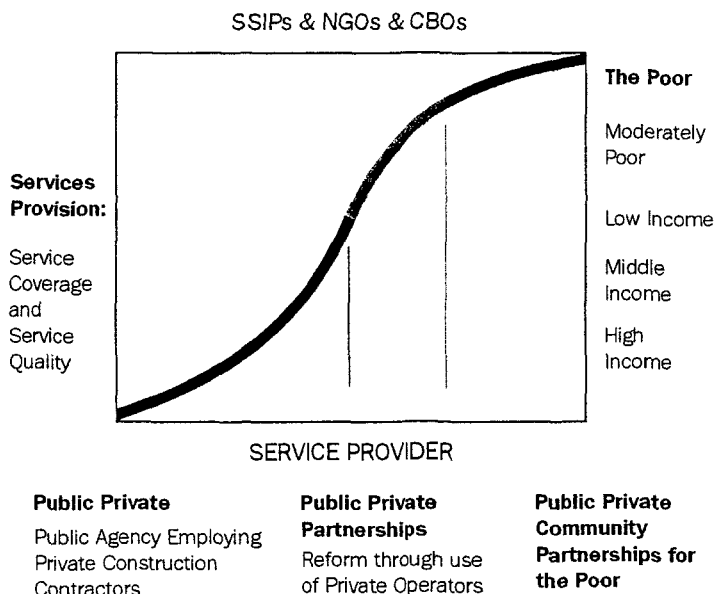 SSIPs & NGOs & CBOs
Services
Provision:
Service
Coverage
and
Service
Quality
The Poor
Moderately
Poor
Low Income
Middle
Income
High
Income
SERVICE PROVIDER
Public Private
Public Agency Employing
Private Construction
Contractors
Public Private
Partnerships
Reform through use
of Private Operators
Public Private
Community
Partnerships for
the Poor